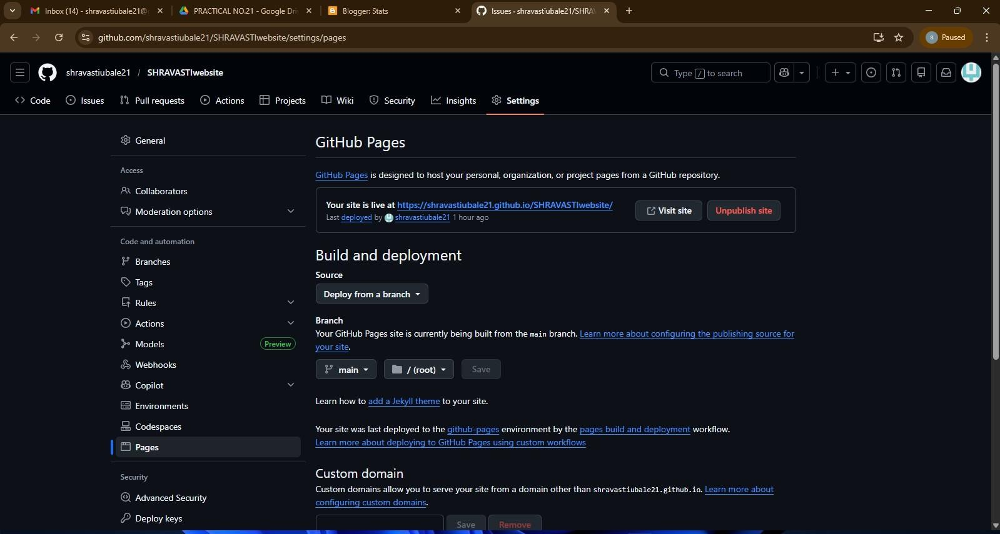 Inbox (14) - shravastiubale21@g
PRACTICAL NO.21 - Google Dri
Blogger: Stats
Issues · shravastiubale21/SHRA
github.com/shravastiubale21/SHRAVASTIwebsite/settings/pages
S Paused
shravastiubale21 / SHRAVASTIwebsite
Type / to search
Code Issues Pull requests Actions Projects Wiki Security Insights Settings
General
Access
Collaborators
Moderation options
Code and automation
Branches
Tags
Rules
Actions
Models Preview
Webhooks
Copilot
Environments
Codespaces
Pages
Security
Advanced Security
Deploy keys
GitHub Pages
GitHub Pages is designed to host your personal, organization, or project pages from a GitHub repository.
Your site is live at https://shravastiubale21.github.io/SHRAVASTIwebsite/
Last deployed by shravastiubale21 1 hour ago
Visit site
Unpublish site
Build and deployment
Source
Deploy from a branch
Branch
Your GitHub Pages site is currently being built from the main branch. Learn more about configuring the publishing source for
your site.
main / (root) Save
Learn how to add a Jekyll theme to your site.
Your site was last deployed to the github-pages environment by the pages build and deployment workflow.
Learn more about deploying to GitHub Pages using custom workflows
Custom domain
Custom domains allow you to serve your site from a domain other than shravastiubale21.github.io. Learn more about
configuring custom domains.
Save Remove